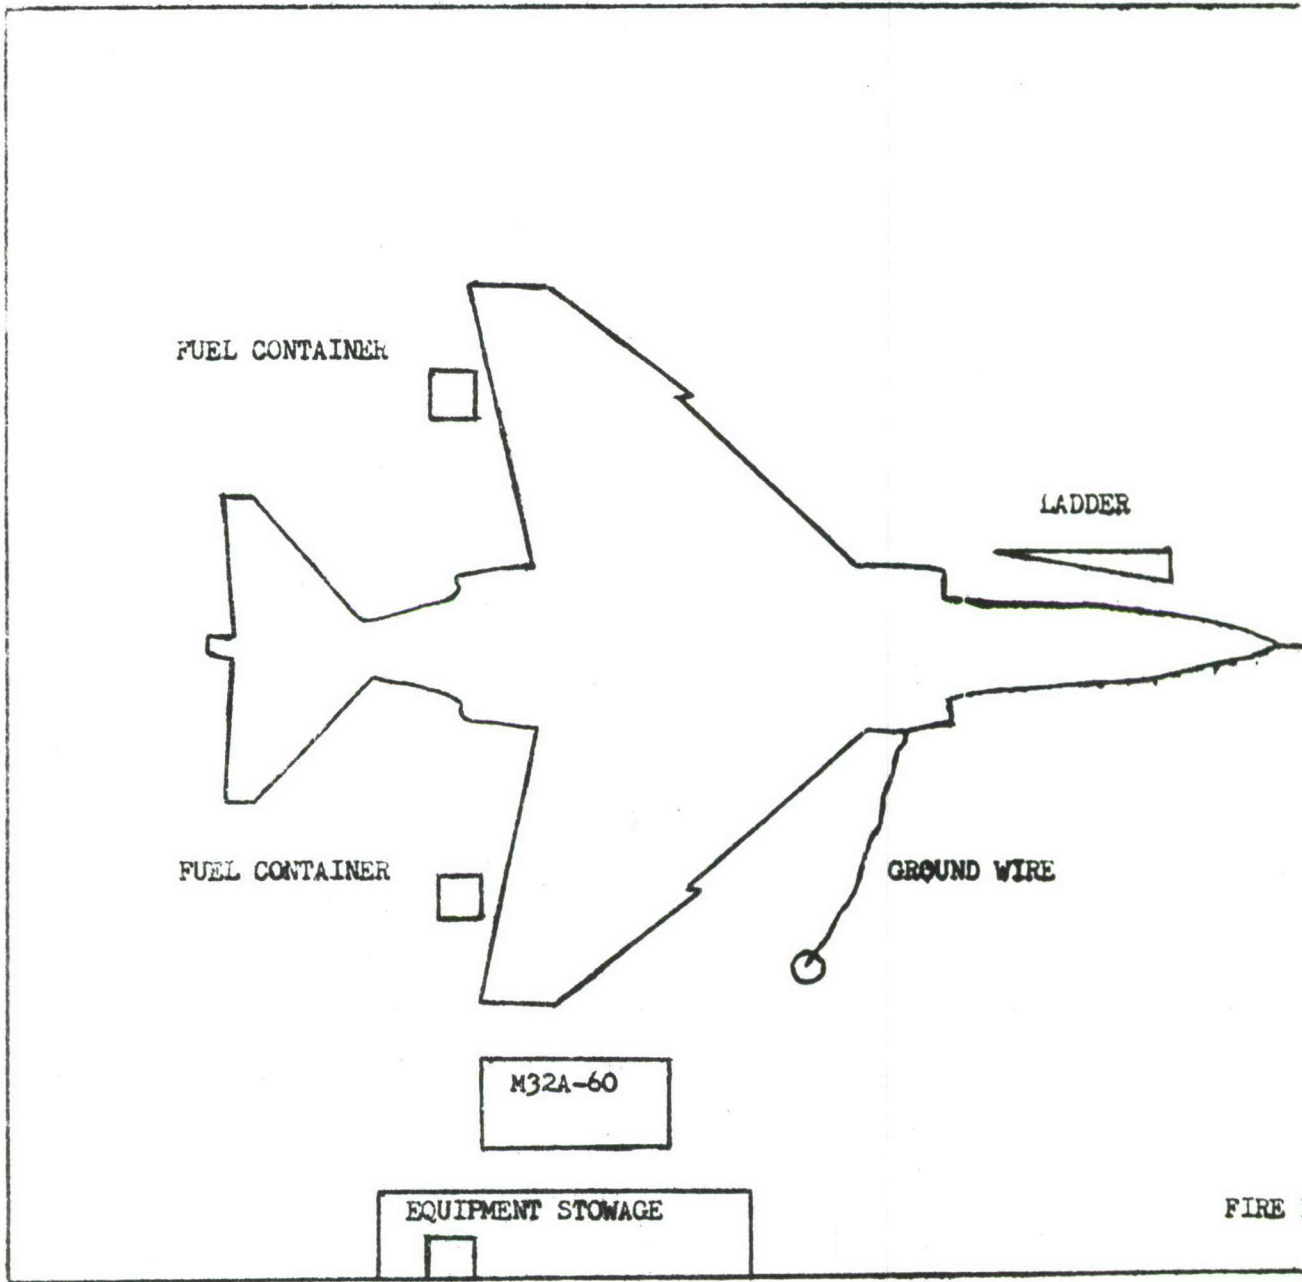 FUEL CONTAINER
LADDER
FUEL CONTAINER
GROUND WIRE
M32A-60
EQUIPMENT STOWAGE
FIRE